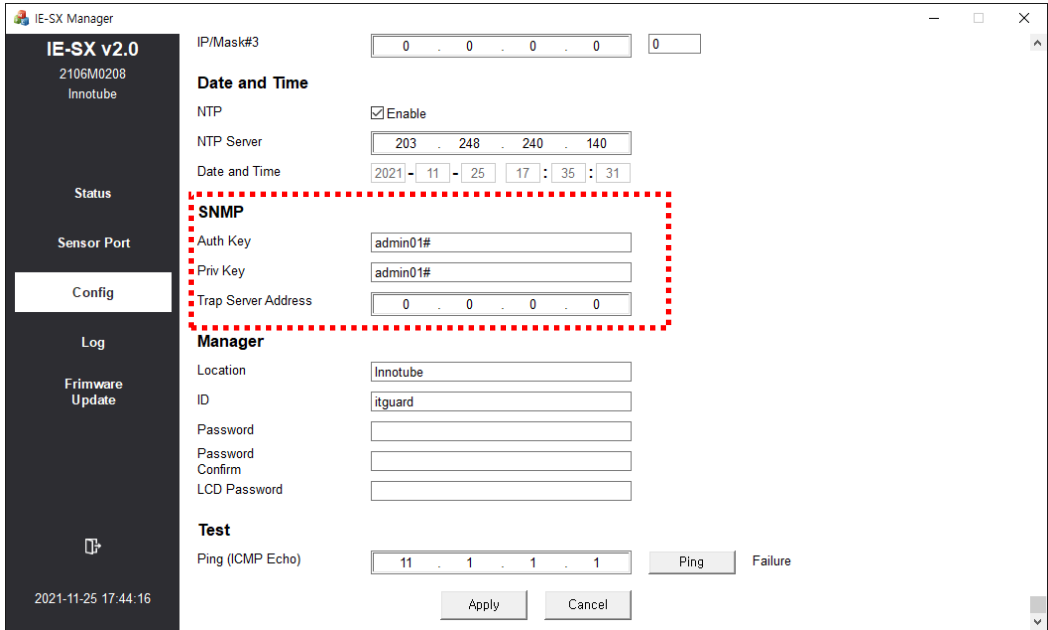 IE-SX Manager
IE-SX v2.0
2106M0208
Innotube
Status
Sensor Port
Config
Log
Frimware
Update
2021-11-25 17:44:16
IP/Mask#3 0 . 0 . 0 . 0 0
Date and Time
NTP Enable
NTP Server 203 . 248 . 240 . 140
Date and Time 2021 - 11 - 25 17 : 35 : 31
SNMP
Auth Key admin01#
Priv Key admin01#
Trap Server Address 0 . 0 . 0 . 0
Manager
Location Innotube
ID itguard
Password
Password
Confirm
LCD Password
Test
Ping (ICMP Echo) 11 . 1 . 1 . 1 Ping Failure
Apply Cancel